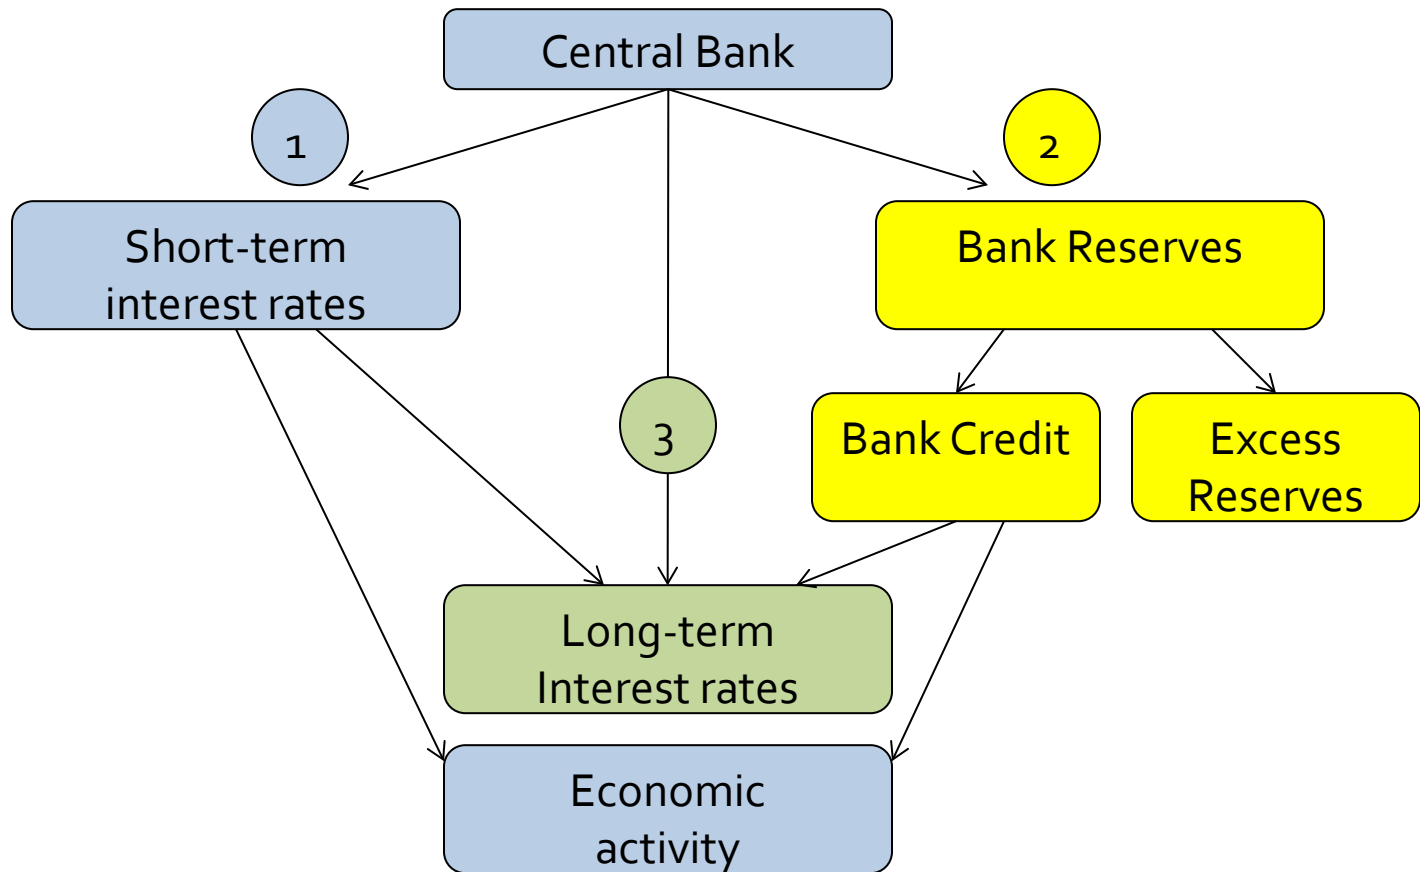 Central Bank
1
2
Short-term
interest rates
Bank Reserves
3
Bank Credit
Excess
Reserves
Long-term
Interest rates
Economic
activity